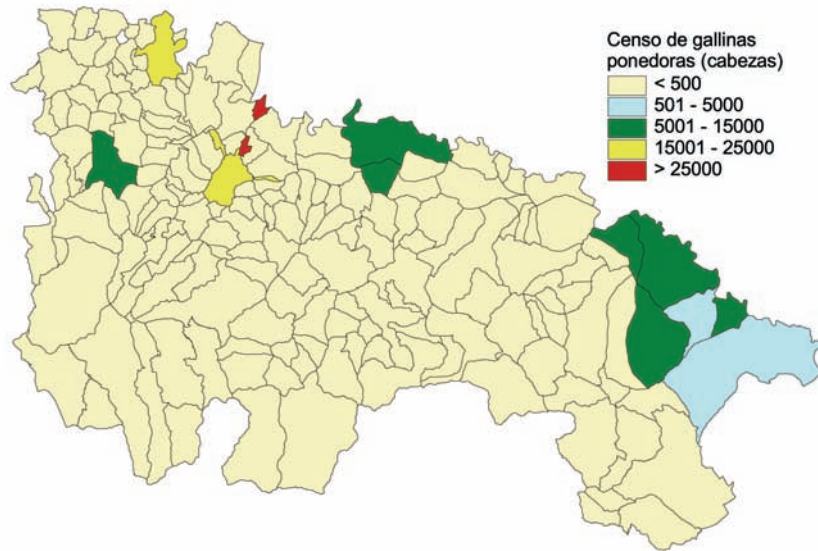 Censo de gallinas
ponedoras (cabezas)
< 500
501 - 5000
5001 - 15000
15001 - 25000
> 25000